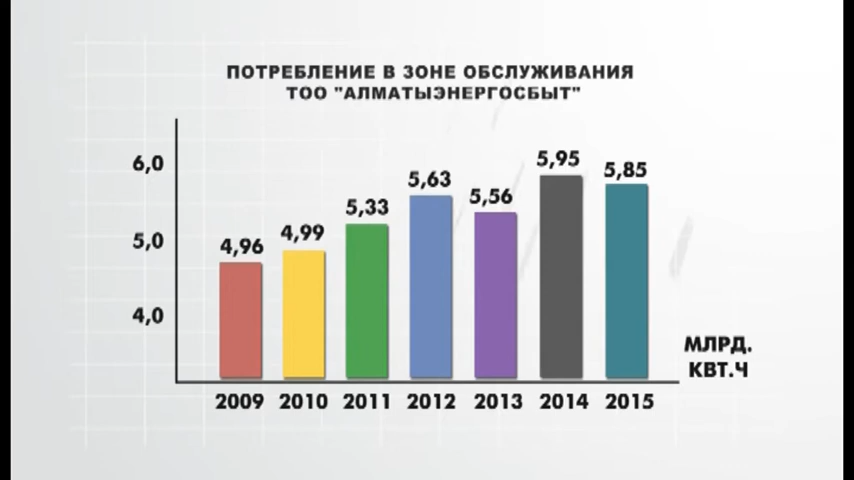 ПОТРЕБЛЕНИЕ В ЗОНЕ ОБСЛУЖИВАНИЯ
ТОО "АЛМАТЫЭНЕРГОСБЫТ"
6,0
5,0
4,0
4,96
4,99
5,33
5,63
5,56
5,95
5,85
МЛРД.
КВТ.Ч
2009 2010 2011 2012 2013 2014 2015